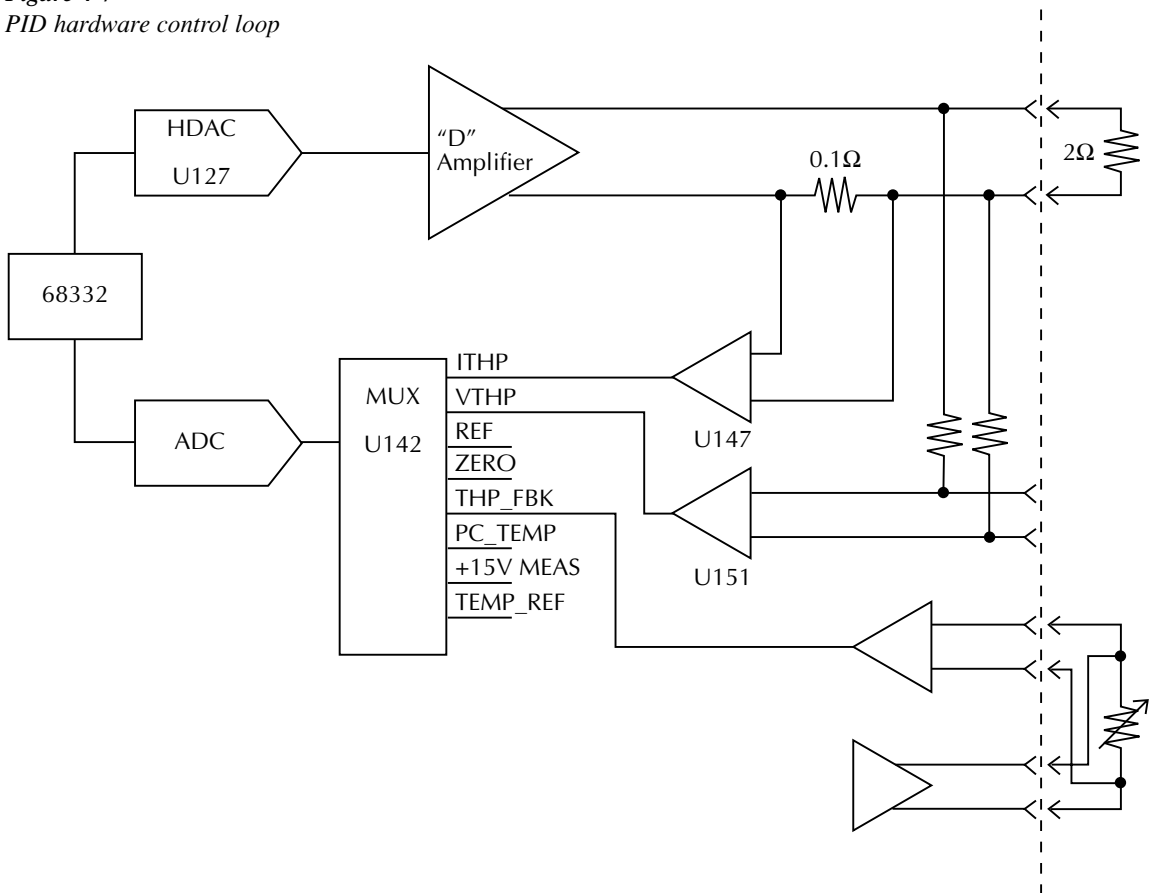 PID hardware control loop
HDAC
U127
“D”
Amplifier
0.1Ω
2Ω
68332
ITHP
MUX
VTHP
ADC
U142
REF
U147
ZERO
THP_FBK
PC_TEMP
+15V MEAS
U151
TEMP_REF